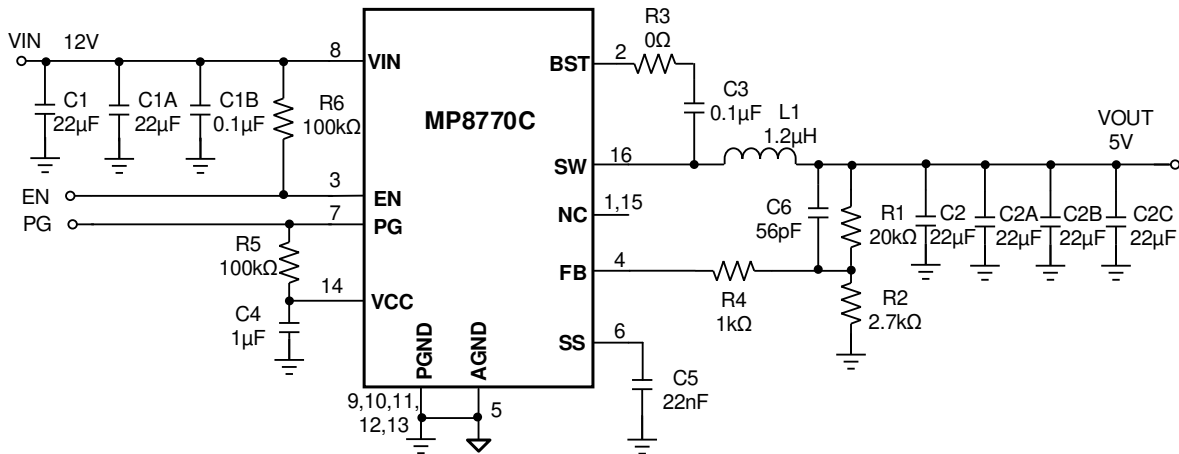 VIN
12V
8
VIN
C1
22µF
C1A
22µF
C1B
0.1µF
R6
100kΩ
EN
3
EN
PG
7
PG
R5
100kΩ
14
VCC
C4
1µF
PGND
AGND
9,10,11,
12,13
5
MP8770C
BST
2
R3
0Ω
C3
0.1µF
SW
16
L1
1.2µH
NC
1,15
FB
4
R4
1kΩ
C6
56pF
R1
20kΩ
R2
2.7kΩ
C2
22µF
C2A
22µF
C2B
22µF
C2C
22µF
VOUT
5V
SS
6
C5
22nF